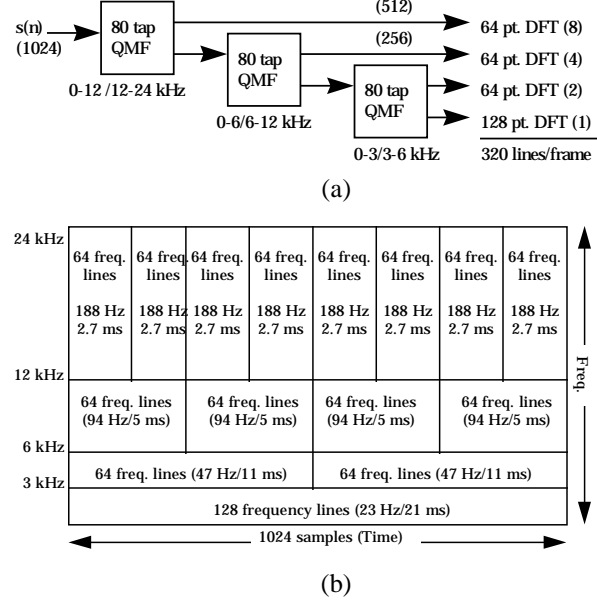 s(n)
(1024)
80 tap
QMF
0-12 /12-24 kHz
80 tap
QMF
0-6/6-12 kHz
80 tap
QMF
0-3/3-6 kHz
(512)
(256)
64 pt. DFT (8)
64 pt. DFT (4)
64 pt. DFT (2)
128 pt. DFT (1)
320 lines/frame
(a)
24 kHz
64 freq. 64 freq. 64 freq. 64 freq. 64 freq. 64 freq. 64 freq. 64 freq.
lines lines lines lines lines lines lines lines
188 Hz 188 Hz 188 Hz 188 Hz 188 Hz 188 Hz 188 Hz 188 Hz
2.7 ms 2.7 ms 2.7 ms 2.7 ms 2.7 ms 2.7 ms 2.7 ms 2.7 ms
12 kHz
64 freq. lines 64 freq. lines 64 freq. lines 64 freq. lines
(94 Hz/5 ms) (94 Hz/5 ms) (94 Hz/5 ms) (94 Hz/5 ms)
6 kHz
64 freq. lines (47 Hz/11 ms) 64 freq. lines (47 Hz/11 ms)
3 kHz
128 frequency lines (23 Hz/21 ms)
Freq.
1024 samples (Time)
(b)